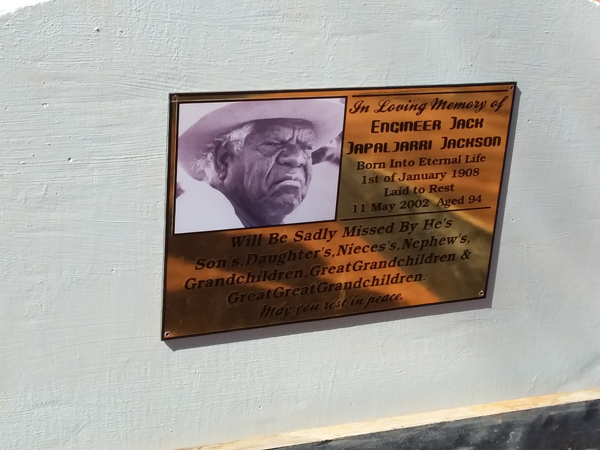 In Loving Memory of
Engineer Jack
Japaljarri Jackson
Born Into Eternal Life
1st of January 1908
Laid to Rest
11 May 2002 Aged 94
Will Be Sadly Missed By He's
Son's,Daughter's,Nieces's,Nephew's,
Grandchildren,GreatGrandchildren &
GreatGreatGrandchildren.
May you rest in peace.